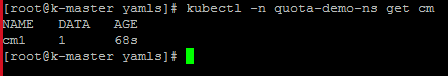 [root@k-master yamls]# kubectl -n quota-demo-ns get cm
NAME   DATA   AGE
cm1    1      68s
[root@k-master yamls]#